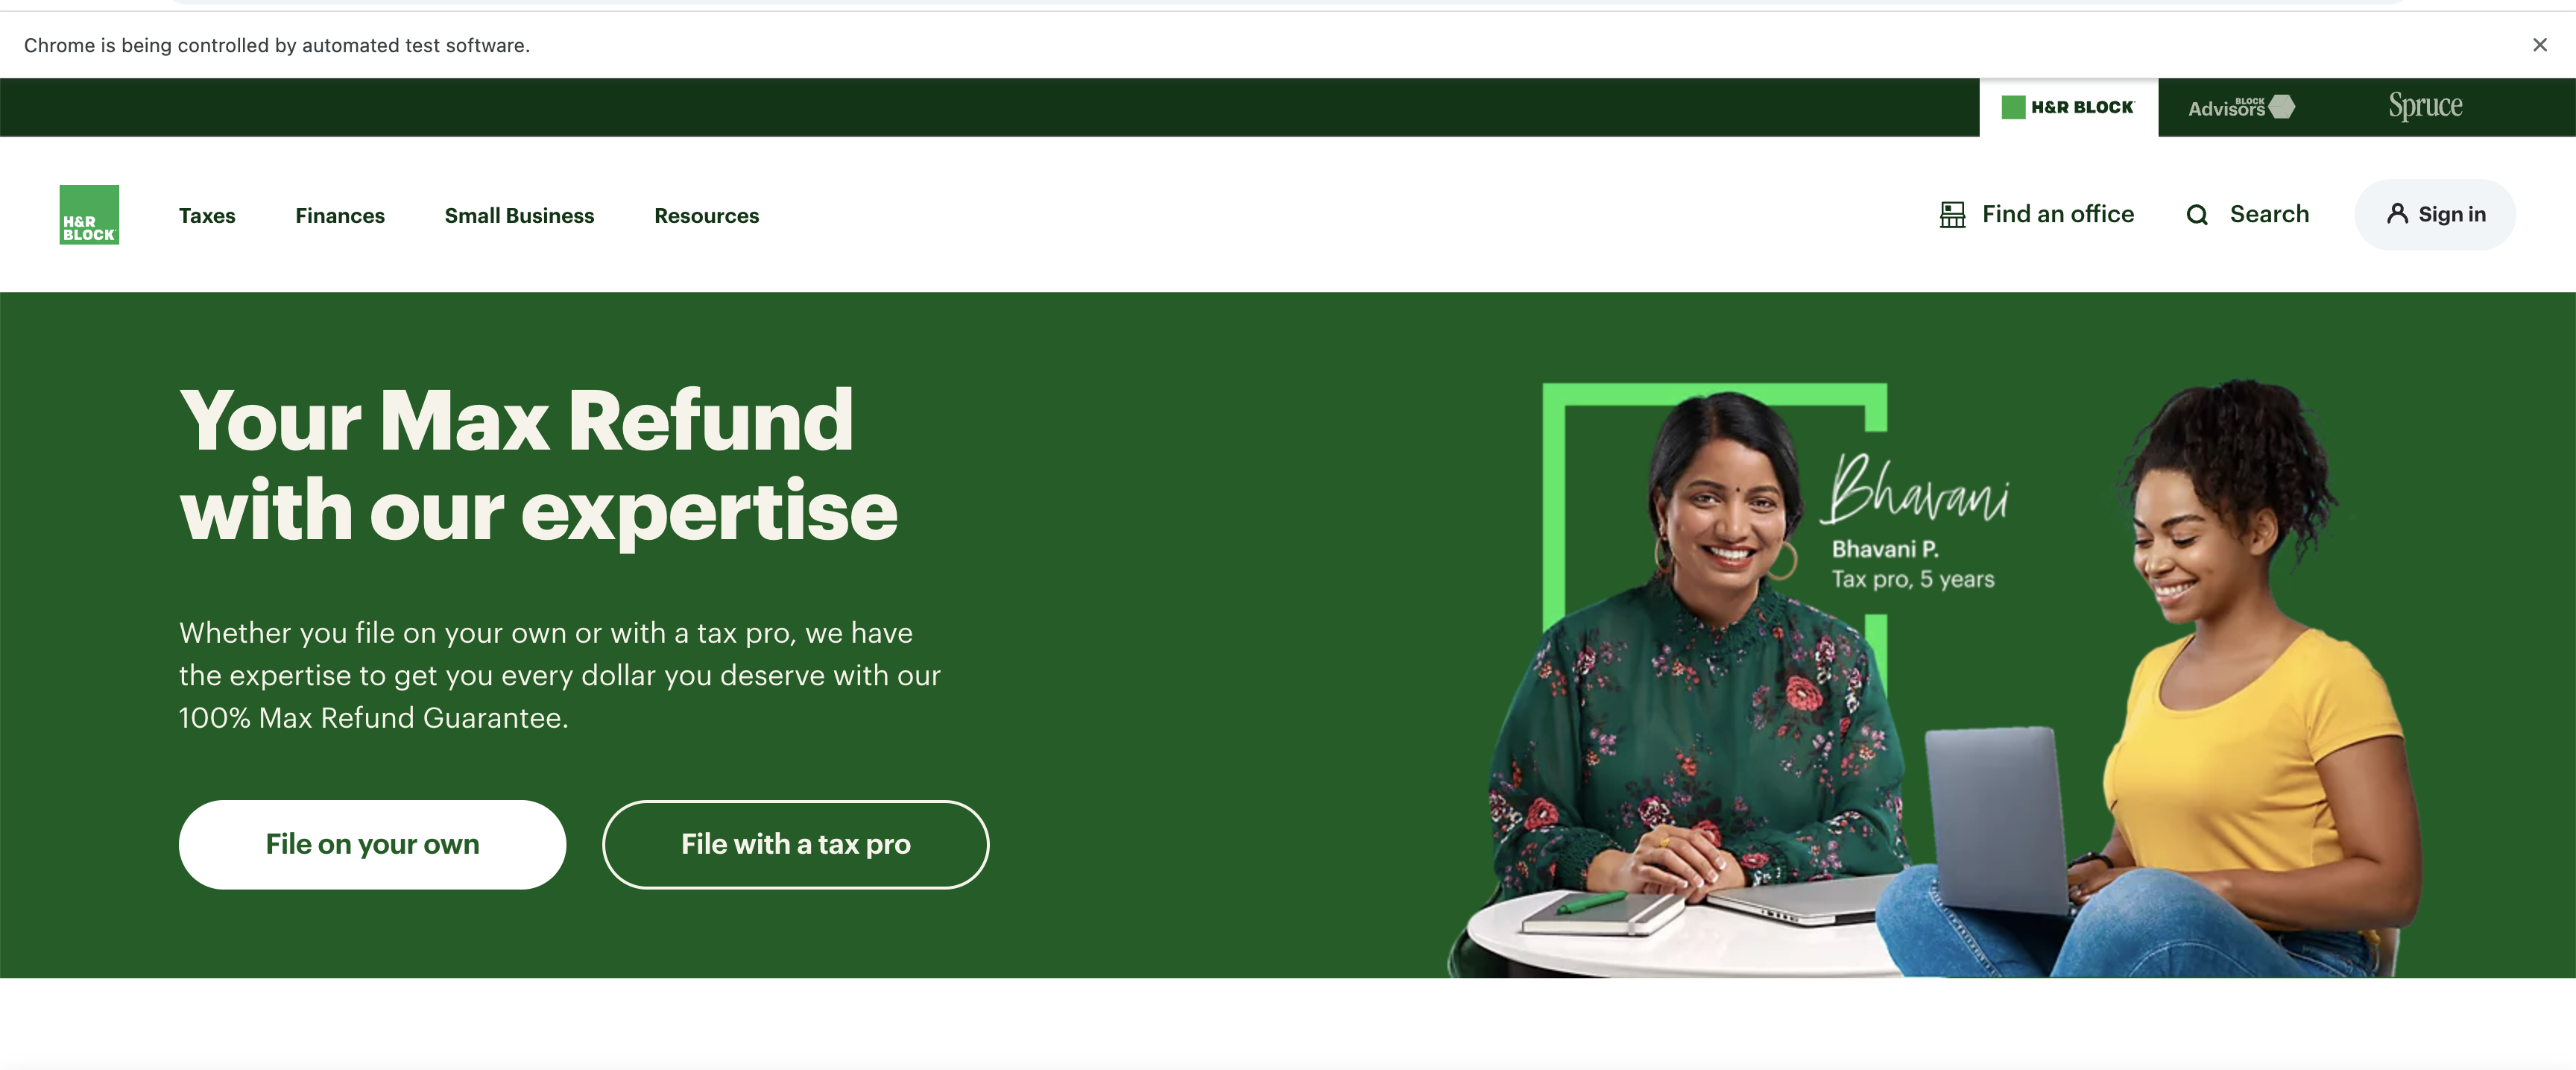 Chrome is being controlled by automated test software.
H&R BLOCK
BLOCK
Advisors
Spruce
H&R
BLOCK
Taxes
Finances
Small Business
Resources
Find an office
Search
Sign in
Your Max Refund
with our expertise
Whether you file on your own or with a tax pro, we have
the expertise to get you every dollar you deserve with our
100% Max Refund Guarantee.
File on your own
File with a tax pro
Bhavani
Bhavani P.
Tax pro, 5 years